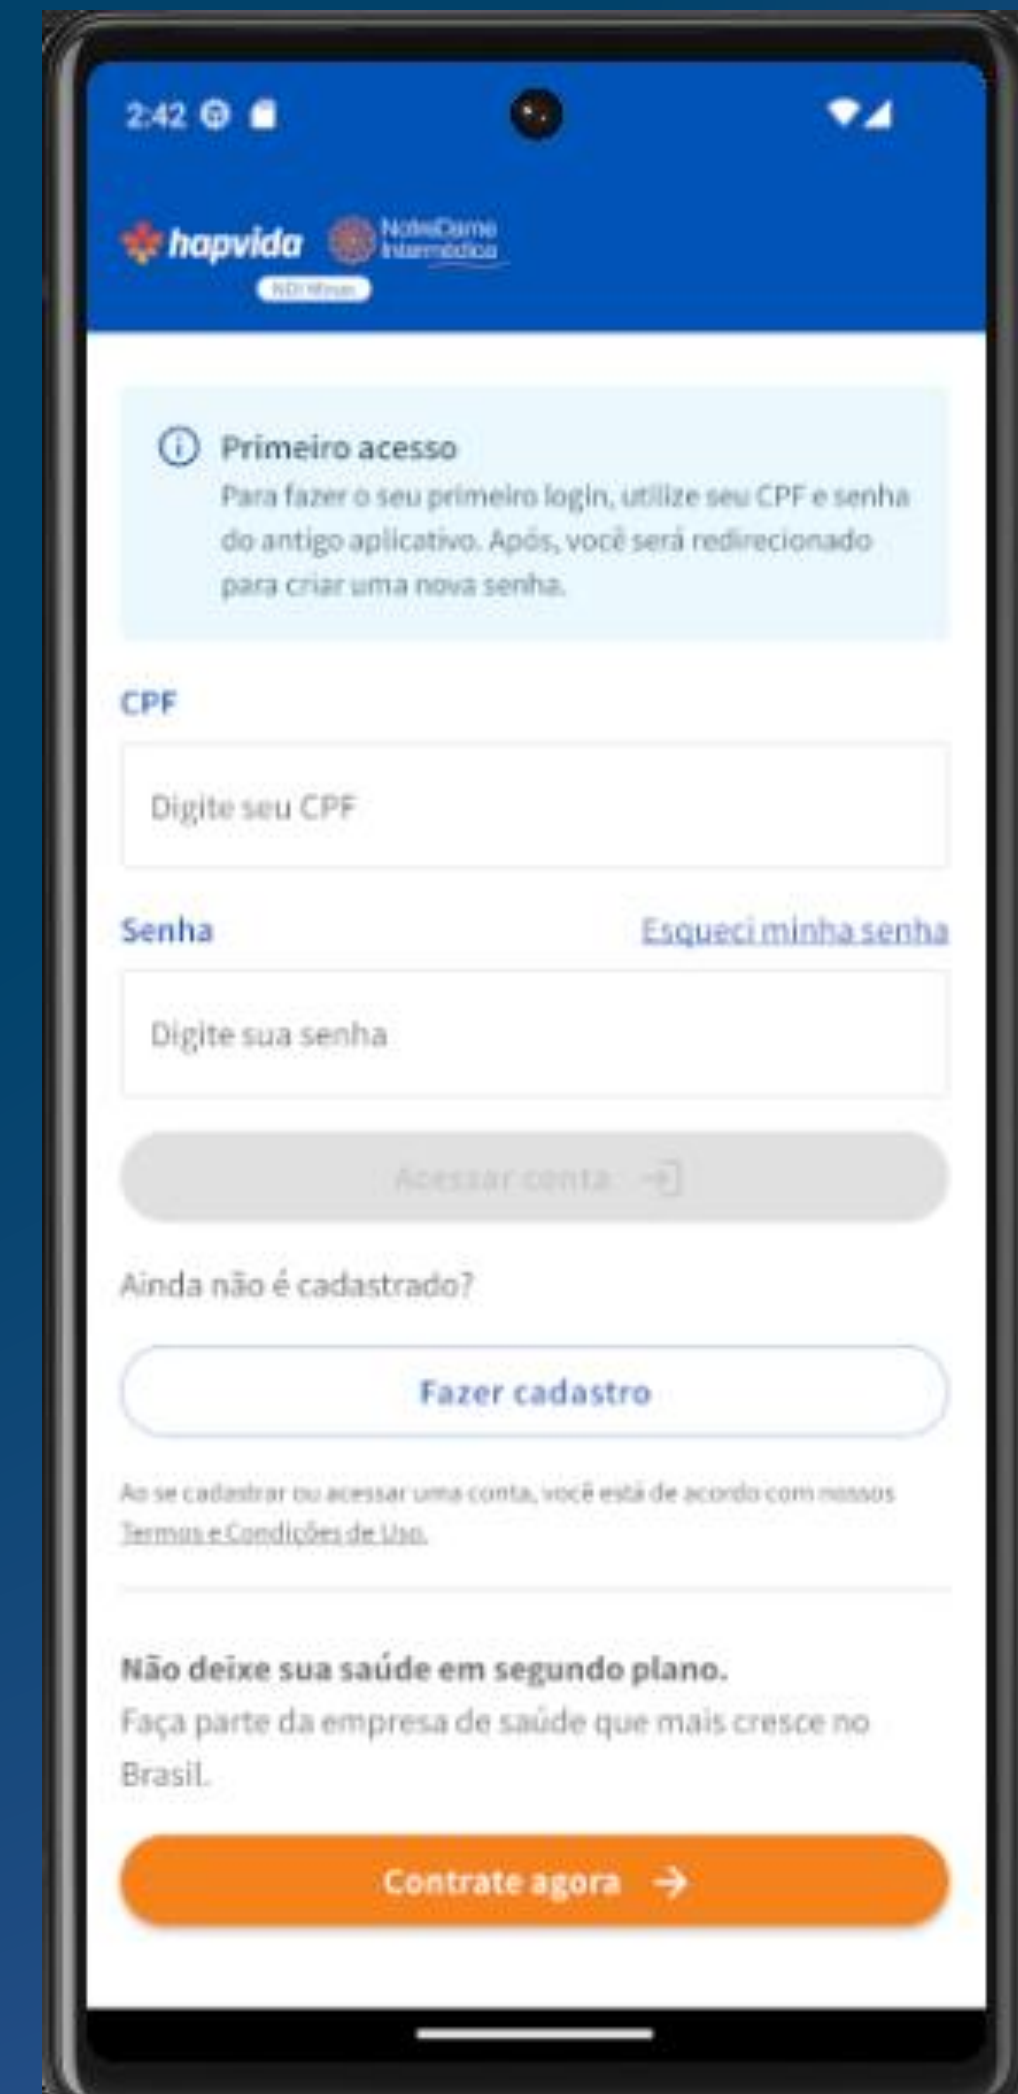 2:42
hapvida NotreDame
Intermédica
NDI Minas
Primeiro acesso
Para fazer o seu primeiro login, utilize seu CPF e senha
do antigo aplicativo. Após, você será redirecionado
para criar uma nova senha.
CPF
Digite seu CPF
Senha Esqueci minha senha
Digite sua senha
Acessar conta
Ainda não é cadastrado?
Fazer cadastro
Ao se cadastrar ou acessar uma conta, você está de acordo com nossos
Termos e Condições de Uso.
Não deixe sua saúde em segundo plano.
Faça parte da empresa de saúde que mais cresce no
Brasil.
Contrate agora